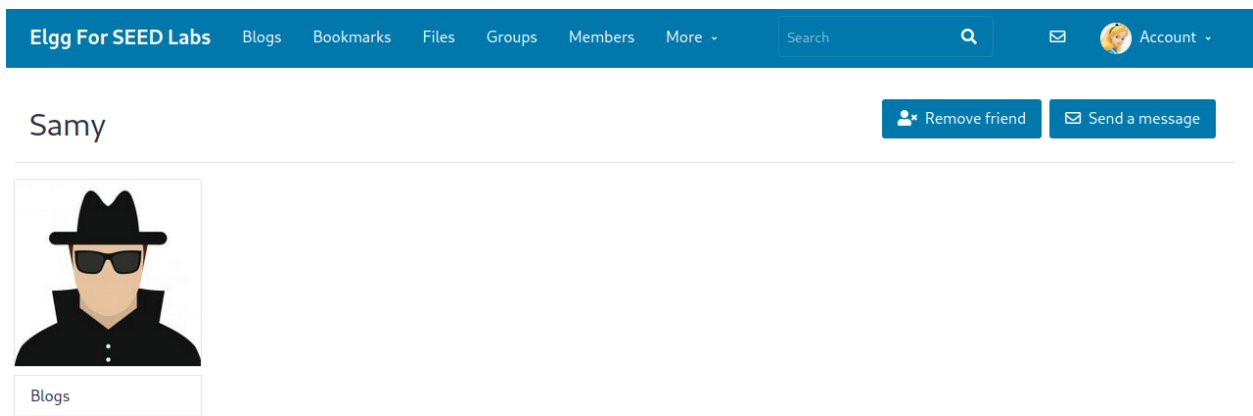 Elgg For SEED Labs Blogs Bookmarks Files Groups Members More Search Account
Samy Remove friend Send a message
Blogs